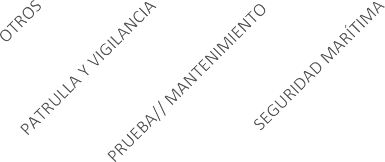 OTROS
PATRULLA Y VIGILANCIA
PRUEBA// MANTENIMIENTO
SEGURIDAD MARÍTIMA